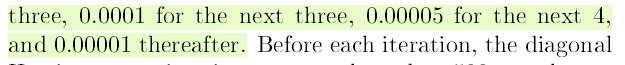 three, 0.0001 for the next three, 0.00005 for the next 4,
and 0.00001 thereafter. Before each iteration, the diagonal